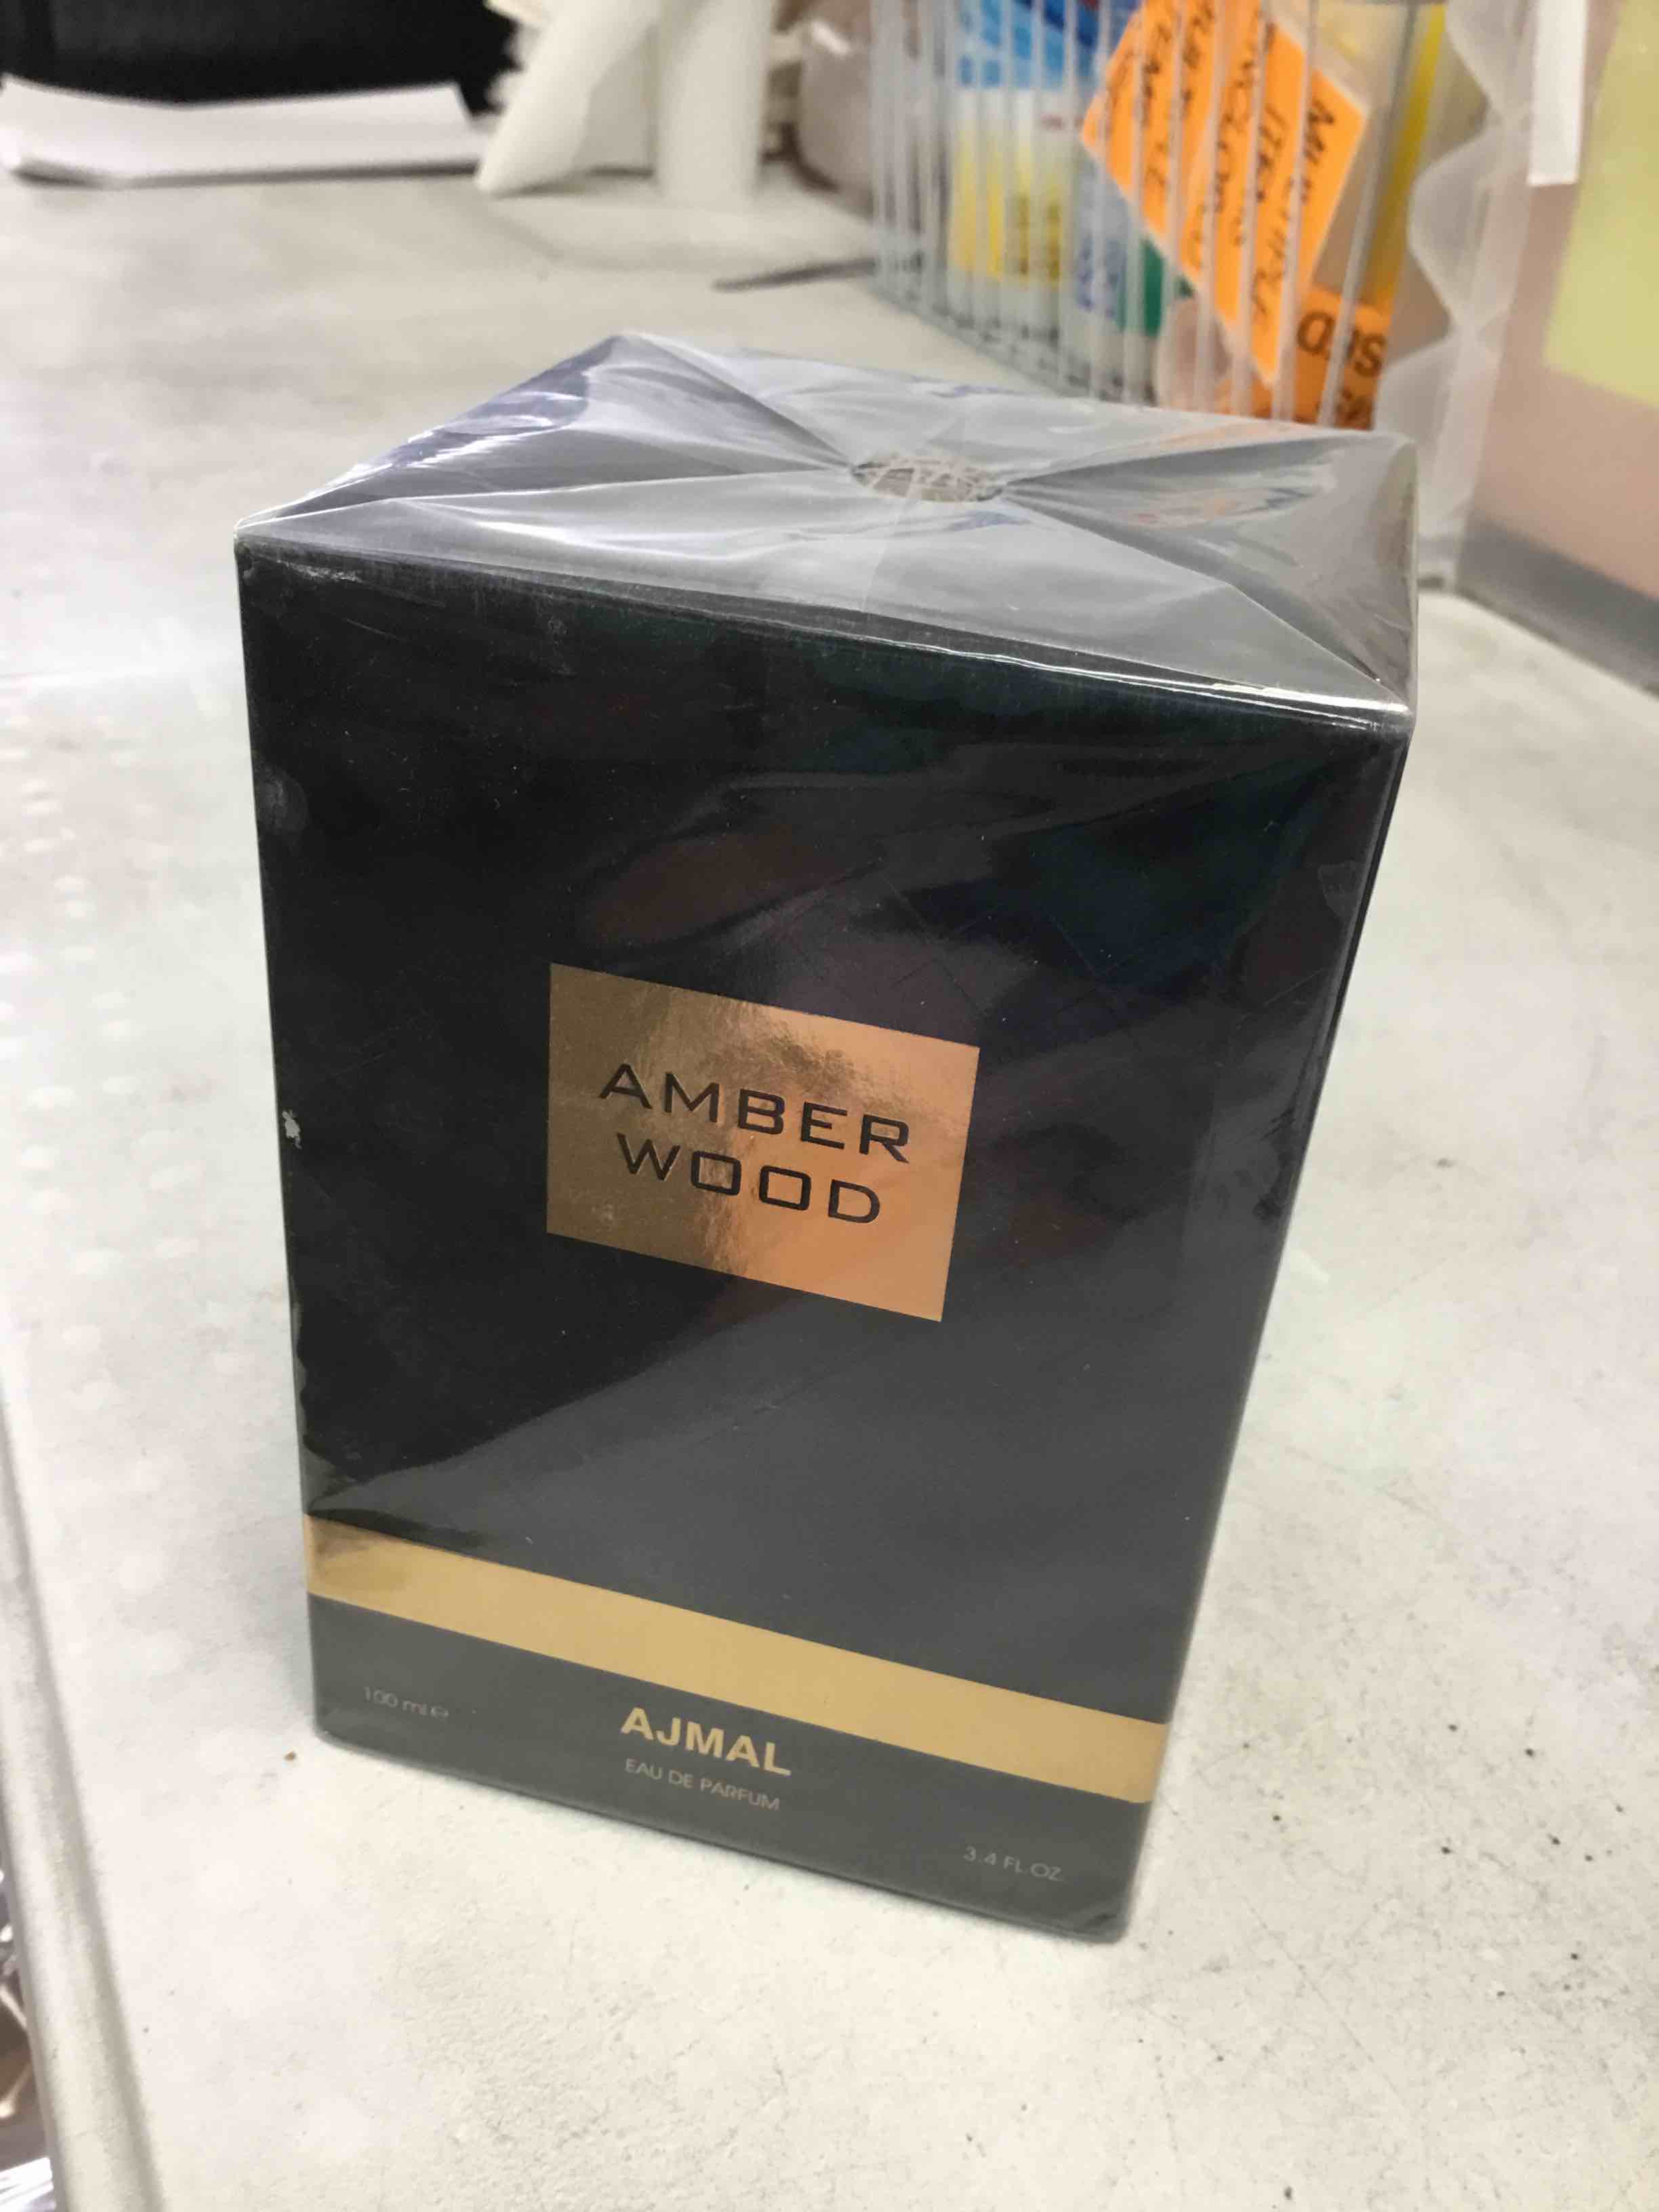 AMBER
WOOD
100 ml e
AJMAL
EAU DE PARFUM
3.4 FL.OZ.